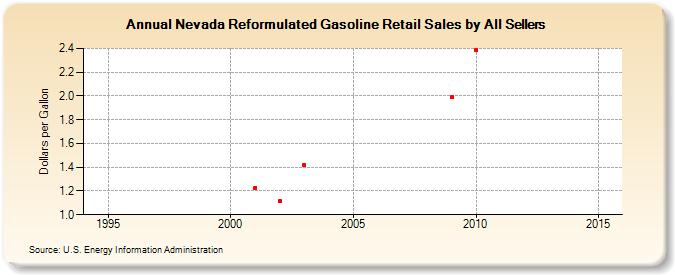 Annual Nevada Reformulated Gasoline Retail Sales by All Sellers
Dollars per Gallon
2.4
2.2
2.0
1.8
1.6
1.4
1.2
1.0
1995 2000 2005 2010 2015
Source: U.S. Energy Information Administration